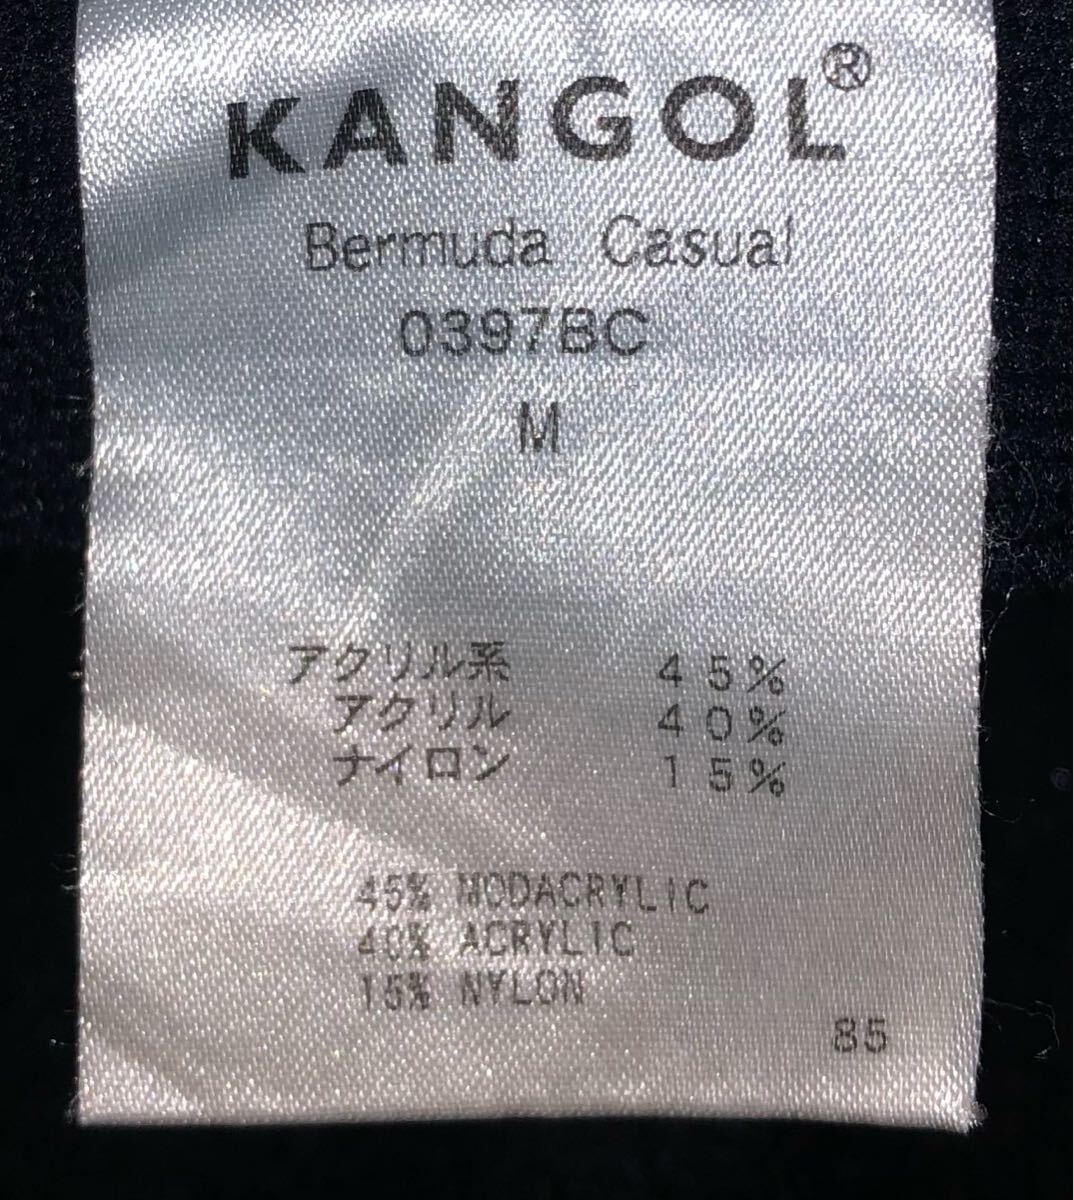 KANGOL®
Bermuda Casual
0397BC
M
アクリル系 45%
アクリル 40%
ナイロン 15%
45% MODACRYLIC
40% ACRYLIC
15% NYLON
85